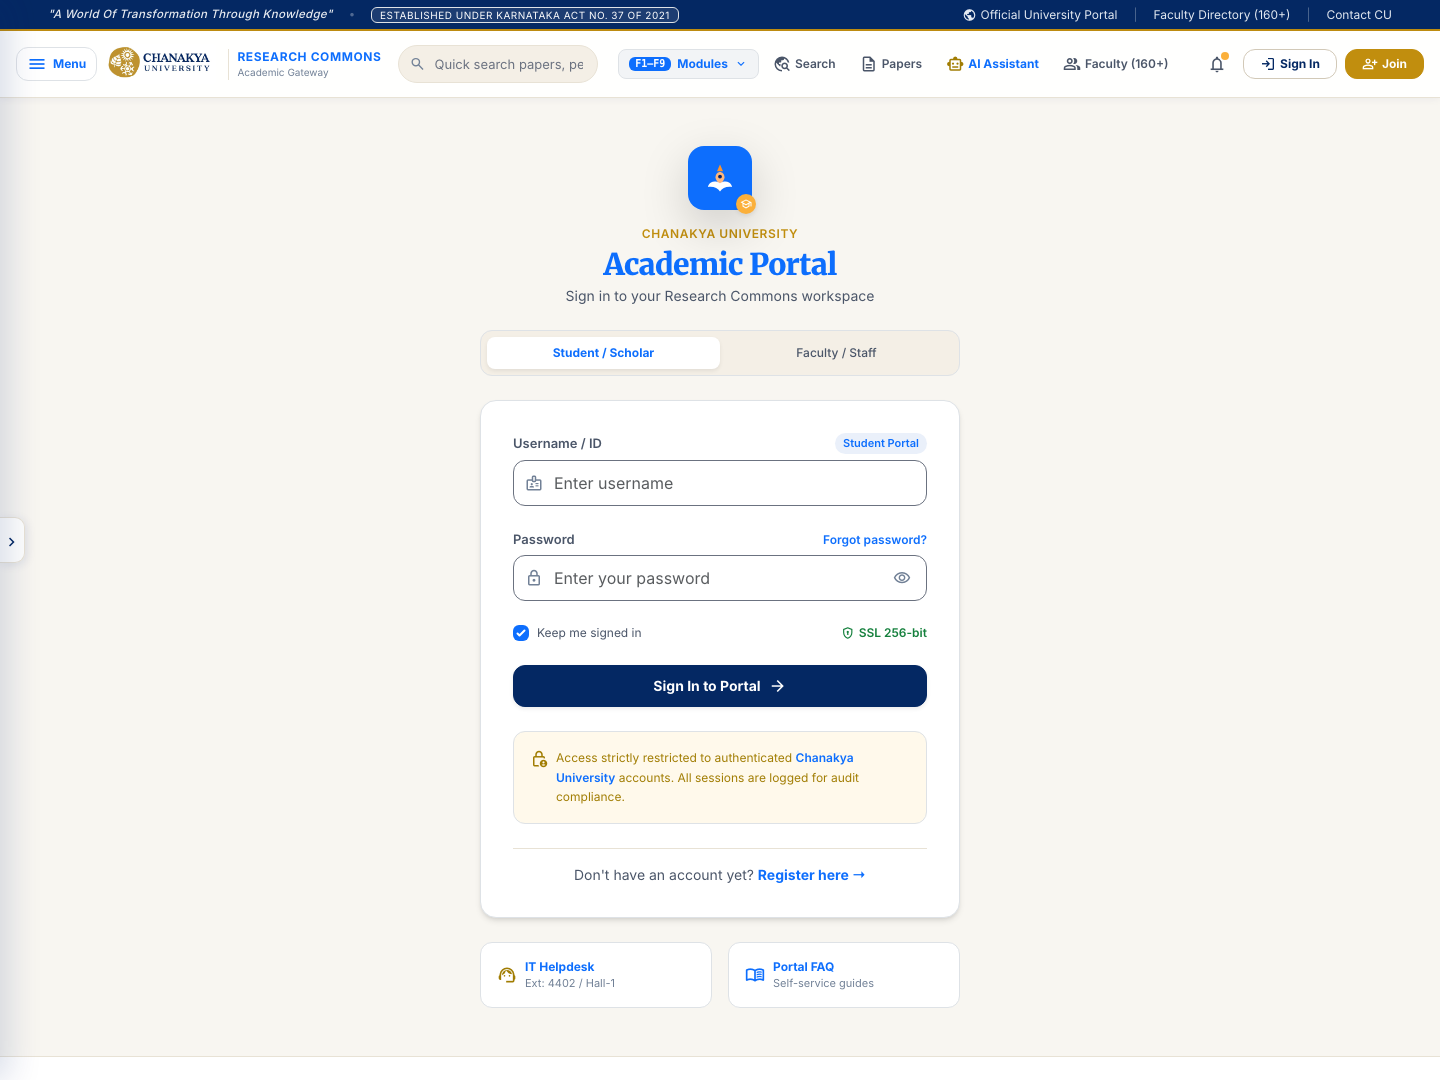 "A World Of Transformation Through Knowledge" • ESTABLISHED UNDER KARNATAKA ACT NO. 37 OF 2021
Official University Portal
Faculty Directory (160+)
Contact CU
Menu
CHANAKYA
UNIVERSITY
RESEARCH COMMONS
Academic Gateway
Quick search papers, pe
F1–F9 Modules
Search
Papers
AI Assistant
Faculty (160+)
Sign In
Join
CHANAKYA UNIVERSITY
Academic Portal
Sign in to your Research Commons workspace
Student / Scholar
Faculty / Staff
Username / ID
Student Portal
Enter username
Password
Forgot password?
Enter your password
Keep me signed in
SSL 256-bit
Sign In to Portal →
Access strictly restricted to authenticated Chanakya
University accounts. All sessions are logged for audit
compliance.
Don't have an account yet? Register here →
IT Helpdesk
Ext: 4402 / Hall-1
Portal FAQ
Self-service guides